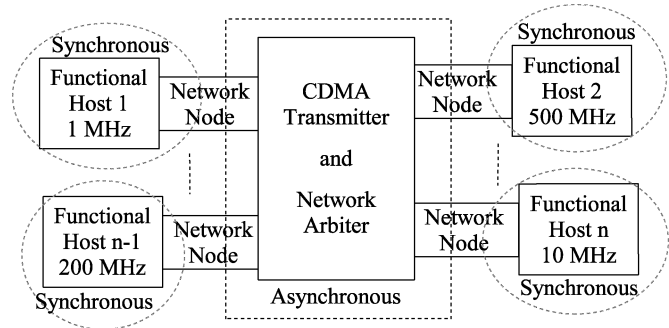 Synchronous
Functional
Host 1
1 MHz
Network
Node
CDMA
Transmitter
and
Network
Arbiter
Asynchronous
Network
Node
Synchronous
Functional
Host 2
500 MHz
Functional
Host n-1
200 MHz
Synchronous
Network
Node
Network
Node
Functional
Host n
10 MHz
Synchronous